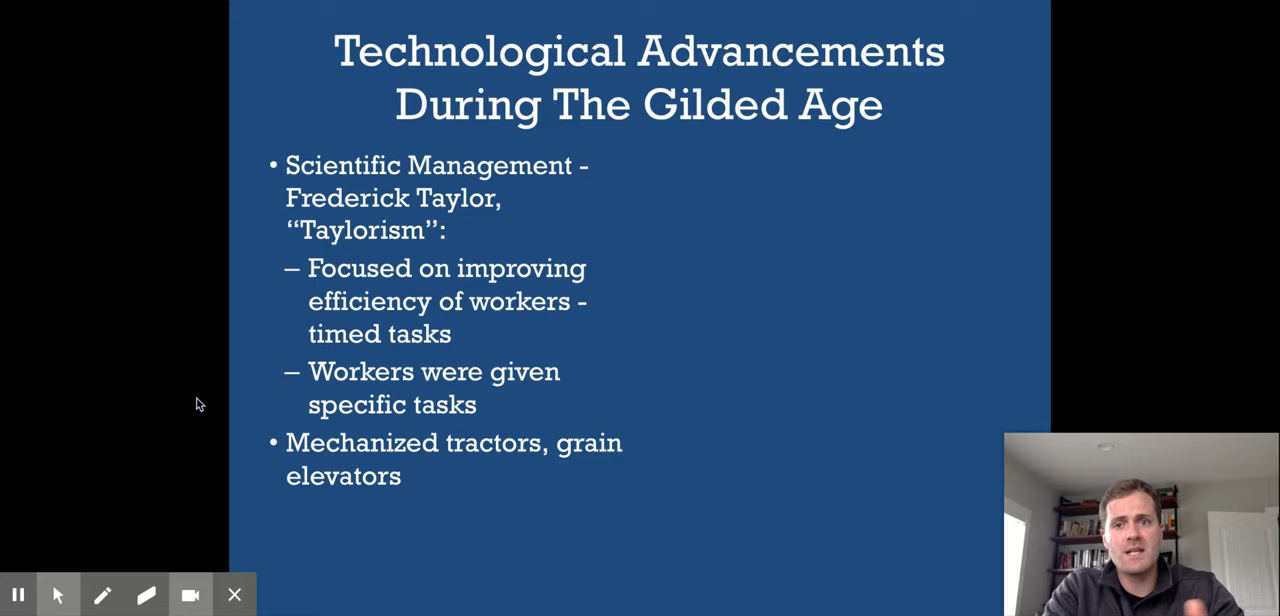 Technological Advancements
During The Gilded Age
• Scientific Management -
Frederick Taylor,
“Taylorism”:
– Focused on improving
efficiency of workers -
timed tasks
– Workers were given
specific tasks
• Mechanized tractors, grain
elevators